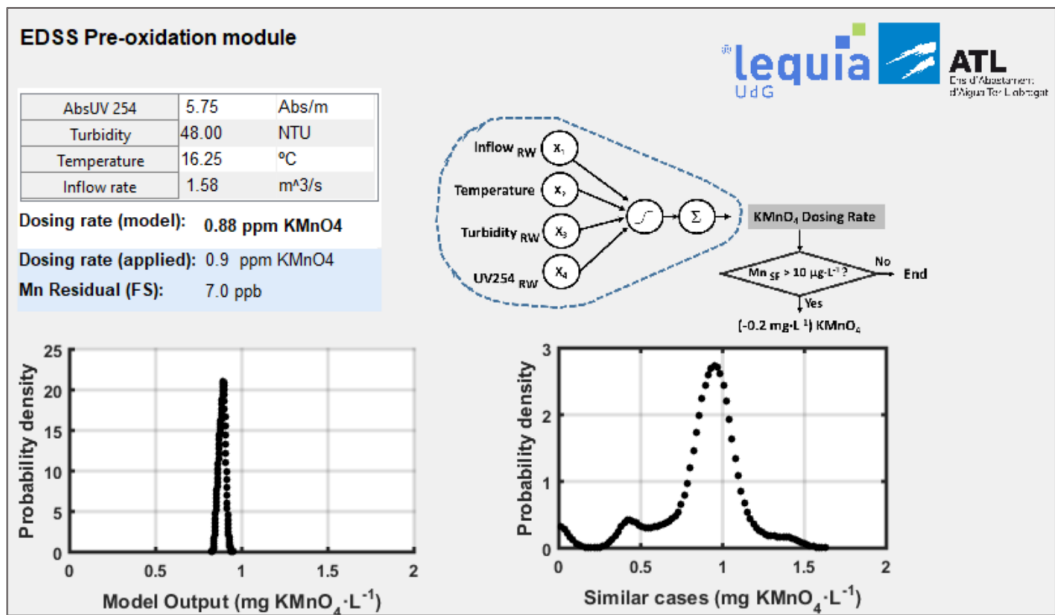 EDSS Pre-oxidation module
® lequia
UdG
ATL
Ens d'Abastament
d'Aigua Ter-Llobregat
AbsUV 254 5.75 Abs/m
Turbidity 48.00 NTU
Temperature 16.25 ºC
Inflow rate 1.58 m^3/s
Dosing rate (model): 0.88 ppm KMnO4
Dosing rate (applied): 0.9 ppm KMnO4
Mn Residual (FS): 7.0 ppb
Inflow RW X₁
Temperature X₂
Turbidity RW X₃
UV254 RW X₄
Σ
KMnO₄ Dosing Rate
Mn SF > 10 µg·L⁻¹?
No
End
Yes
(-0.2 mg·L⁻¹) KMnO₄
Probability density
25
20
15
10
5
0
0 0.5 1 1.5 2
Model Output (mg KMnO₄·L⁻¹)
Probability density
3
2
1
0
0 0.5 1 1.5 2
Similar cases (mg KMnO₄·L⁻¹)